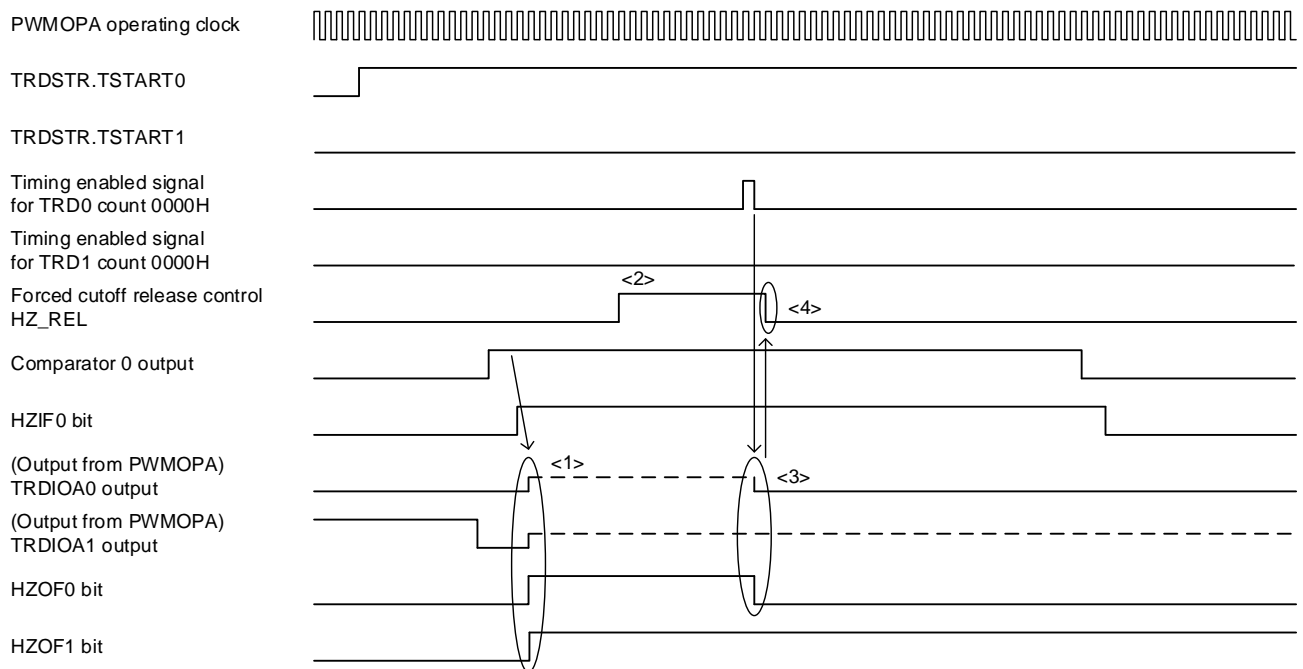 PWMOPA operating clock
TRDSTR.TSTART0
TRDSTR.TSTART1
Timing enabled signal
for TRD0 count 0000H
Timing enabled signal
for TRD1 count 0000H
<2>
Forced cutoff release control
HZ_REL
<4>
Comparator 0 output
HZIF0 bit
(Output from PWMOPA)
TRDIOA0 output
<1>
<3>
(Output from PWMOPA)
TRDIOA1 output
HZOF0 bit
HZOF1 bit